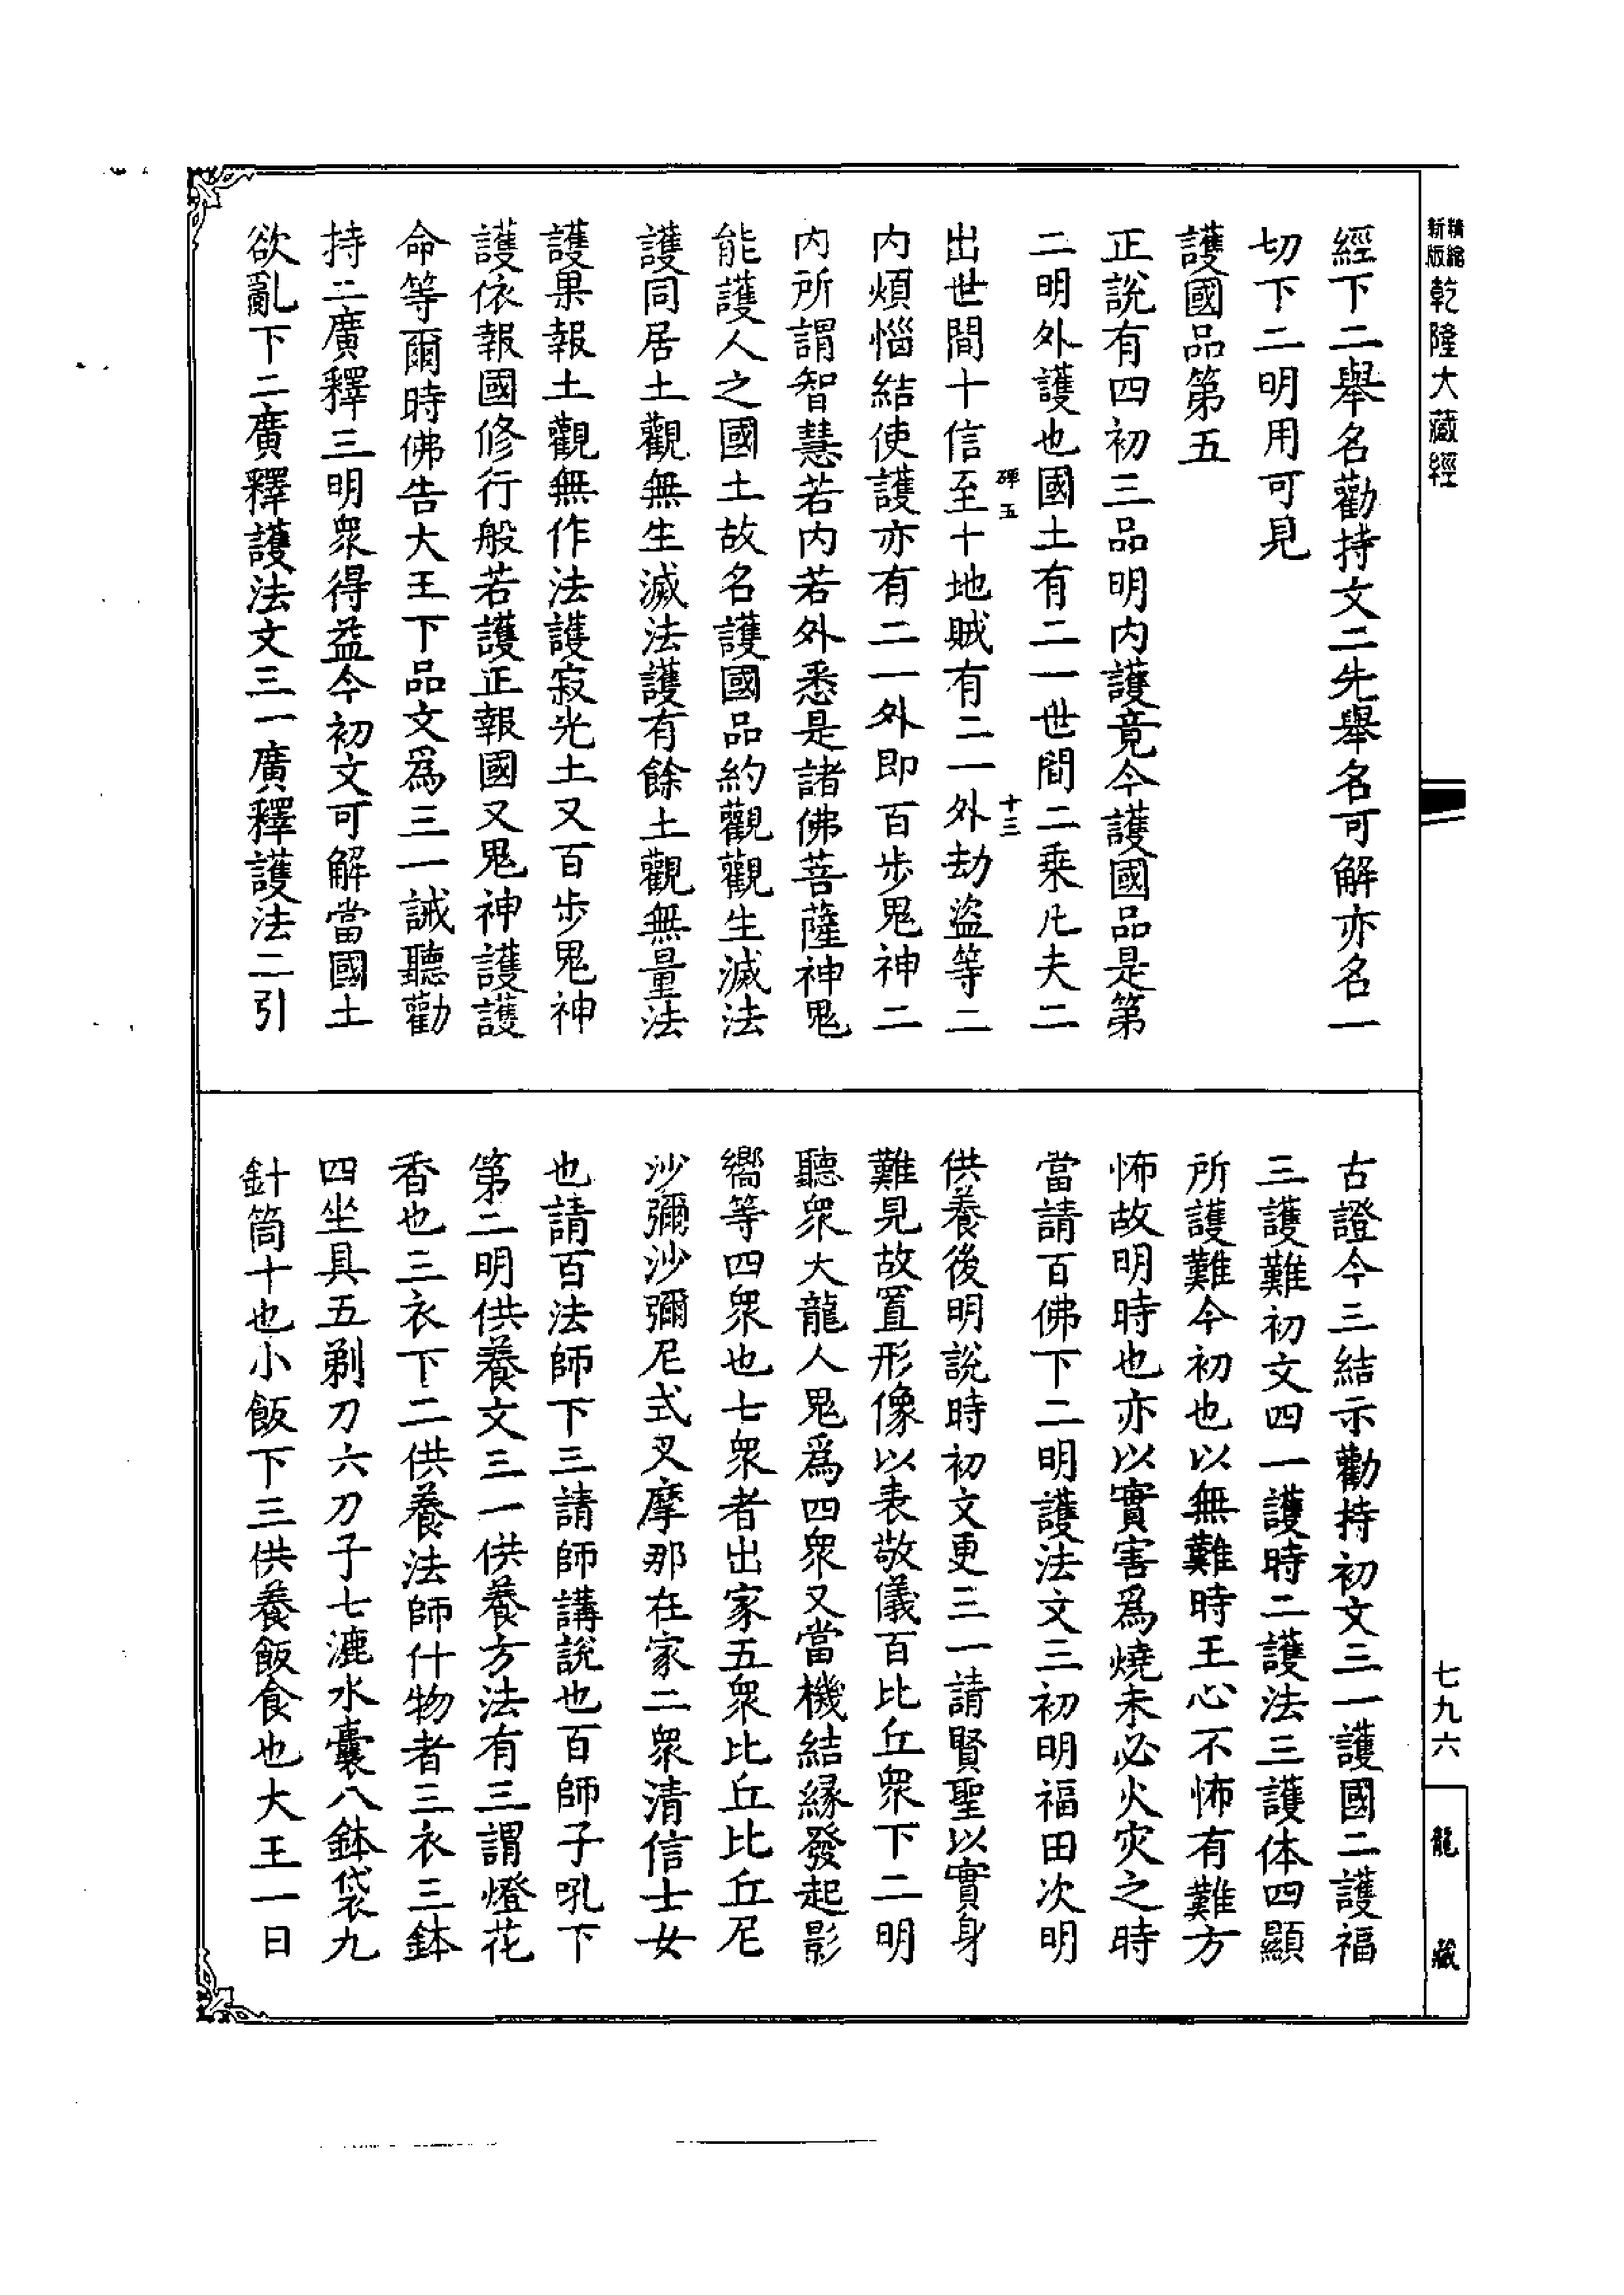 精縮新版乾隆大藏經
經下二舉名勸持文二先舉名可解亦名一
切下二明用可見
護國品第五
正說有四初三品明內護竟今護國品是第
二明外護也國土有二一世間二乘凡夫二
硨五
十三
出世間十信至十地賊有二一外劫盜等二
內煩惱結使護亦有二一外即百步鬼神二
內所謂智慧若內若外悉是諸佛菩薩神鬼
能護人之國土故名護國品約觀觀生滅法
護同居土觀無生滅法護有餘土觀無量法
護果報土觀無作法護寂光土又百步鬼神
護依報國修行般若護正報國又鬼神護護
命等爾時佛告大王下品文爲三一誡聽勸
持二廣釋三明衆得益今初文可解當國土
欲亂下二廣釋護法文三一廣釋護法二引
古證今三結示勸持初文三一護國二護福
三護難初文四一護時二護法三護体四顯
所護難今初也以無難時王心不怖有難方
怖故明時也亦以實害爲燒未必火灾之時
當請百佛下二明護法文三初明福田次明
供養後明說時初文更三一請賢聖以實身
難見故置形像以表敬儀百比丘衆下二明
聽衆大龍人鬼爲四衆又當機結緣發起影
嚮等四衆也七衆者出家五衆比丘比丘尼
沙彌沙彌尼式叉摩那在家二衆清信士女
也請百法師下三請師講說也百師子吼下
第二明供養文三一供養方法有三謂燈花
香也三衣下二供養法師什物者三衣三鉢
四坐具五剃刀六刀子七漉水囊八鉢袋九
針筒十也小飯下三供養飯食也大王一日
七九六
龍藏